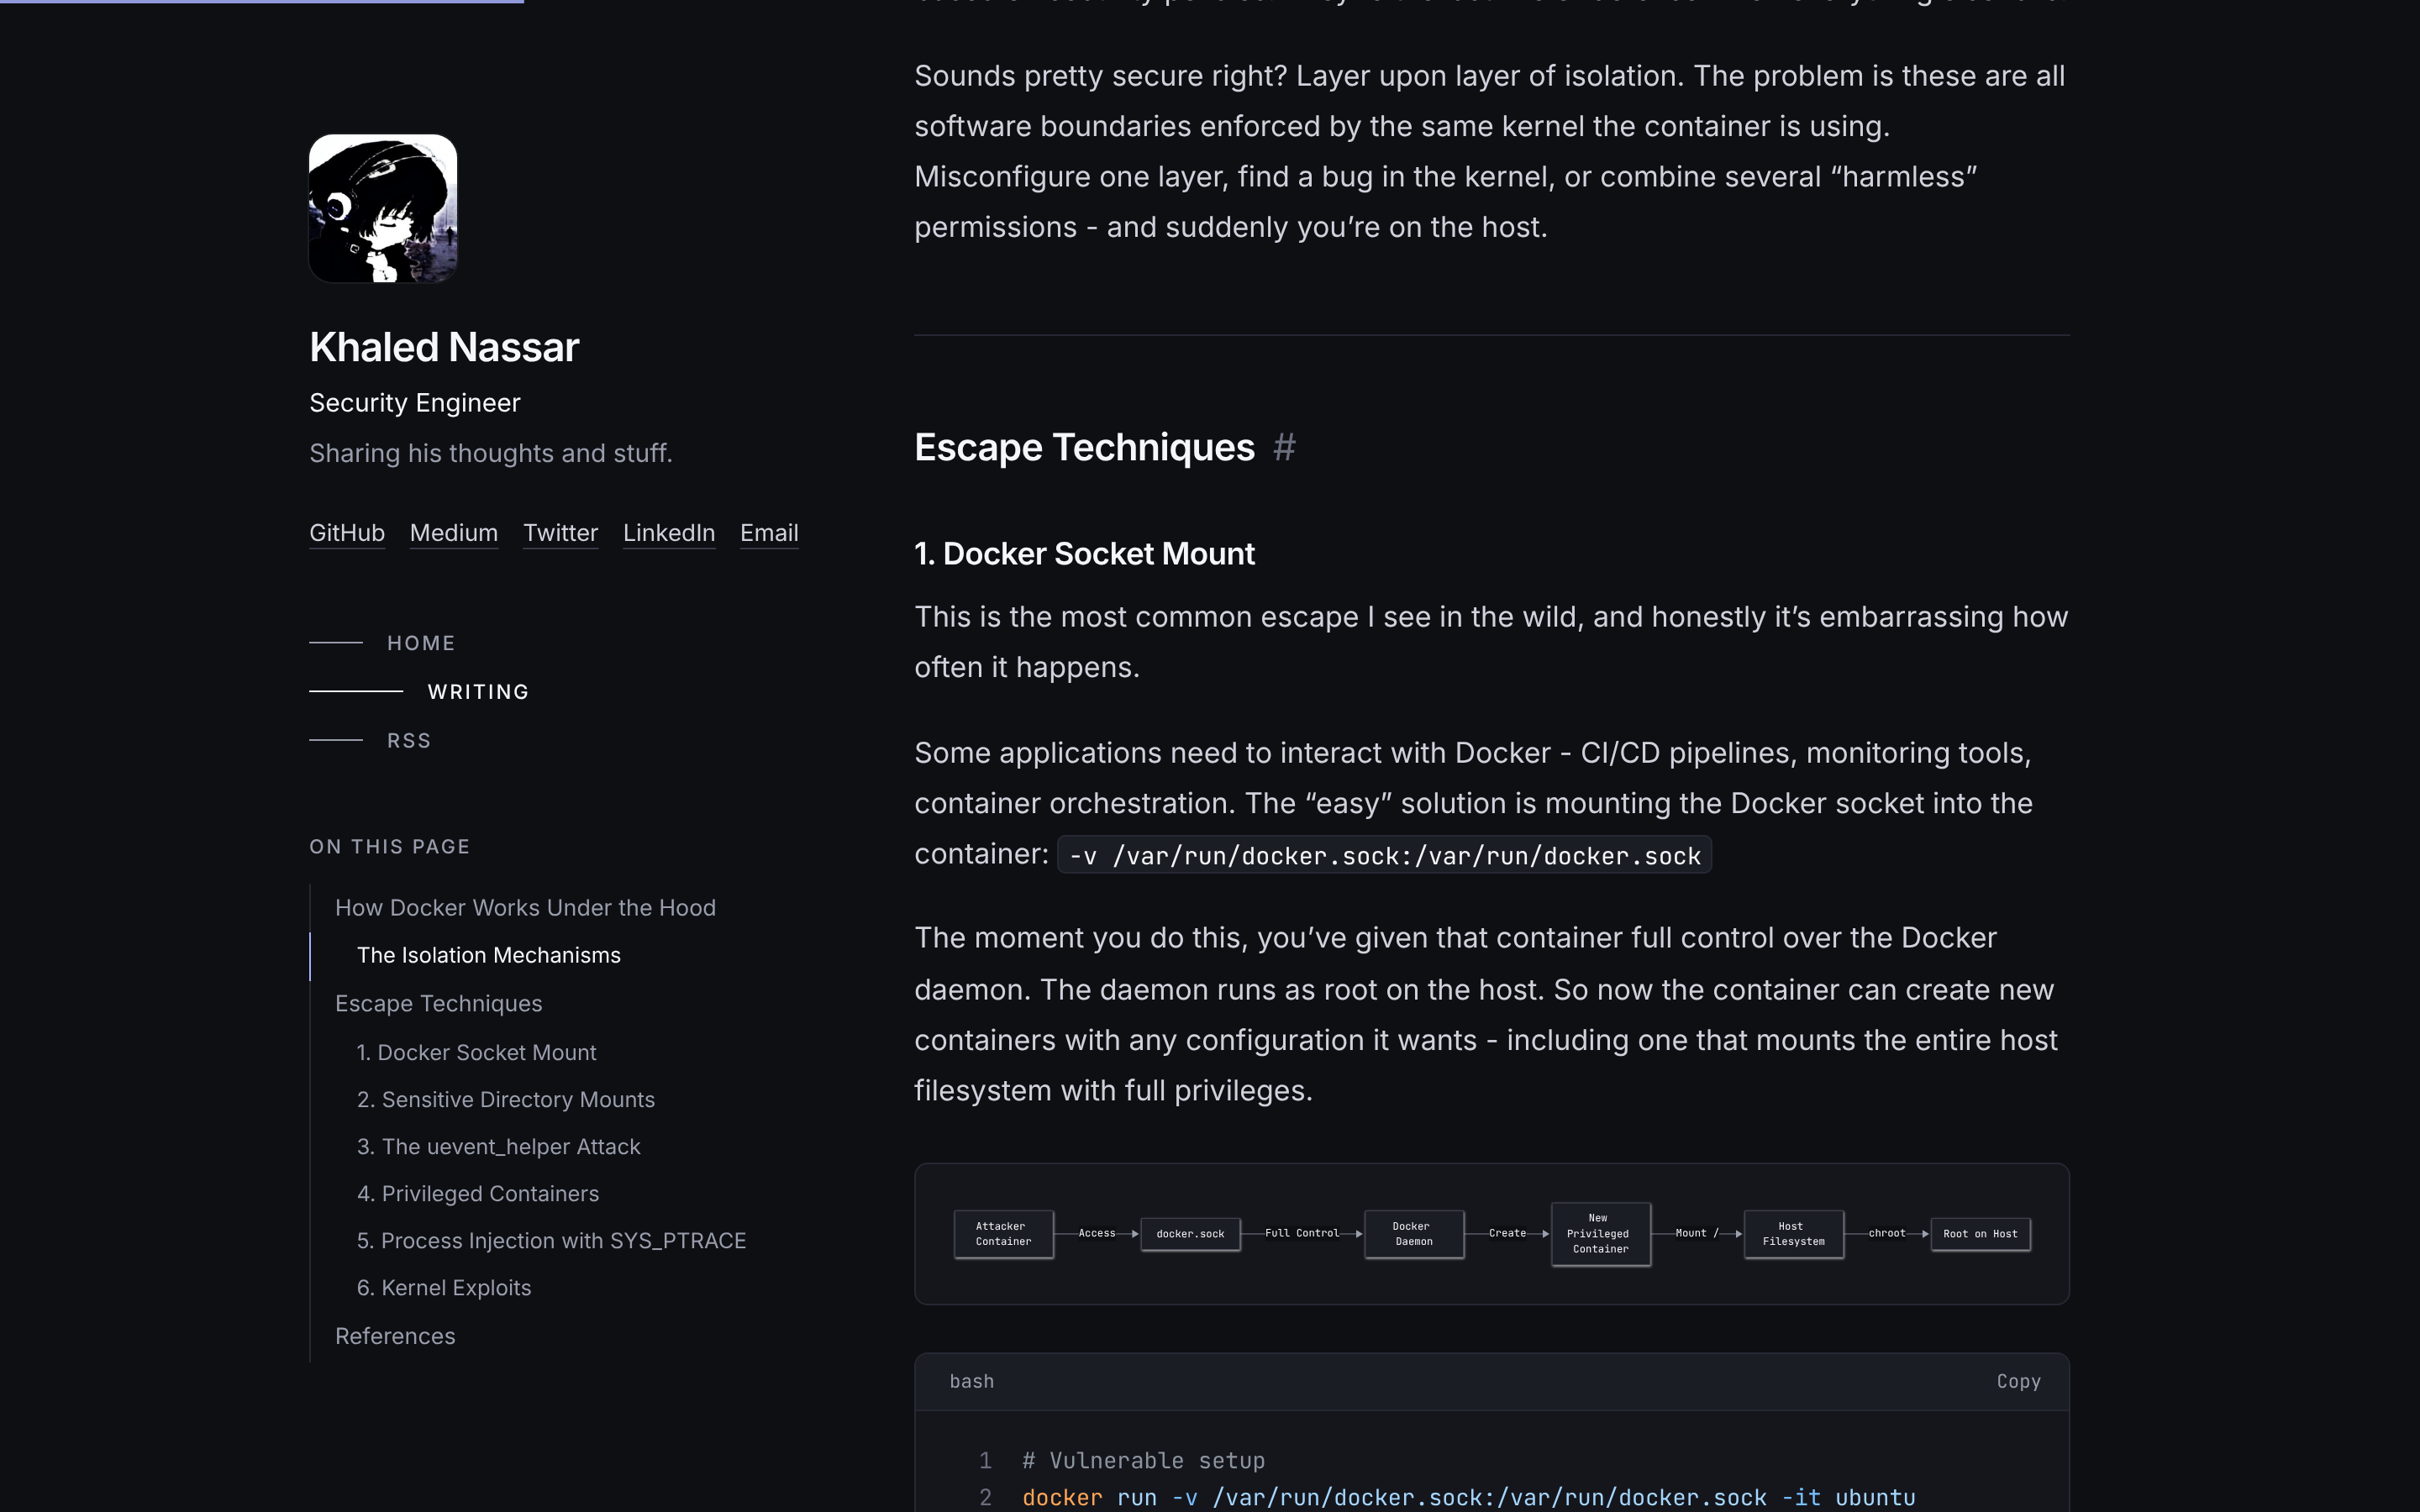 Khaled Nassar
Security Engineer
Sharing his thoughts and stuff.
GitHub Medium Twitter LinkedIn Email
HOME
WRITING
RSS
ON THIS PAGE
How Docker Works Under the Hood
The Isolation Mechanisms
Escape Techniques
1. Docker Socket Mount
2. Sensitive Directory Mounts
3. The uevent_helper Attack
4. Privileged Containers
5. Process Injection with SYS_PTRACE
6. Kernel Exploits
References
Sounds pretty secure right? Layer upon layer of isolation. The problem is these are all
software boundaries enforced by the same kernel the container is using.
Misconfigure one layer, find a bug in the kernel, or combine several “harmless”
permissions - and suddenly you’re on the host.
Escape Techniques #
1. Docker Socket Mount
This is the most common escape I see in the wild, and honestly it’s embarrassing how
often it happens.
Some applications need to interact with Docker - CI/CD pipelines, monitoring tools,
container orchestration. The “easy” solution is mounting the Docker socket into the
container: -v /var/run/docker.sock:/var/run/docker.sock
The moment you do this, you’ve given that container full control over the Docker
daemon. The daemon runs as root on the host. So now the container can create new
containers with any configuration it wants - including one that mounts the entire host
filesystem with full privileges.
Attacker
Container
Access
docker.sock
Full Control
Docker
Daemon
Create
New
Privileged
Container
Mount /
Host
Filesystem
chroot
Root on Host
bash Copy
1 # Vulnerable setup
2 docker run -v /var/run/docker.sock:/var/run/docker.sock -it ubuntu